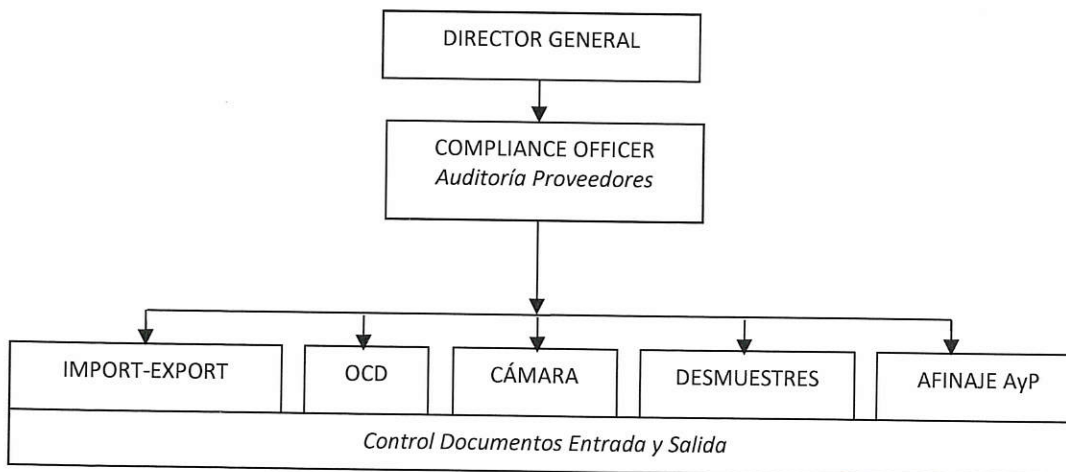 DIRECTOR GENERAL
COMPLIANCE OFFICER
Auditoría Proveedores
IMPORT-EXPORT
OCD
CÁMARA
DESMUESTRES
AFINAJE AyP
Control Documentos Entrada y Salida